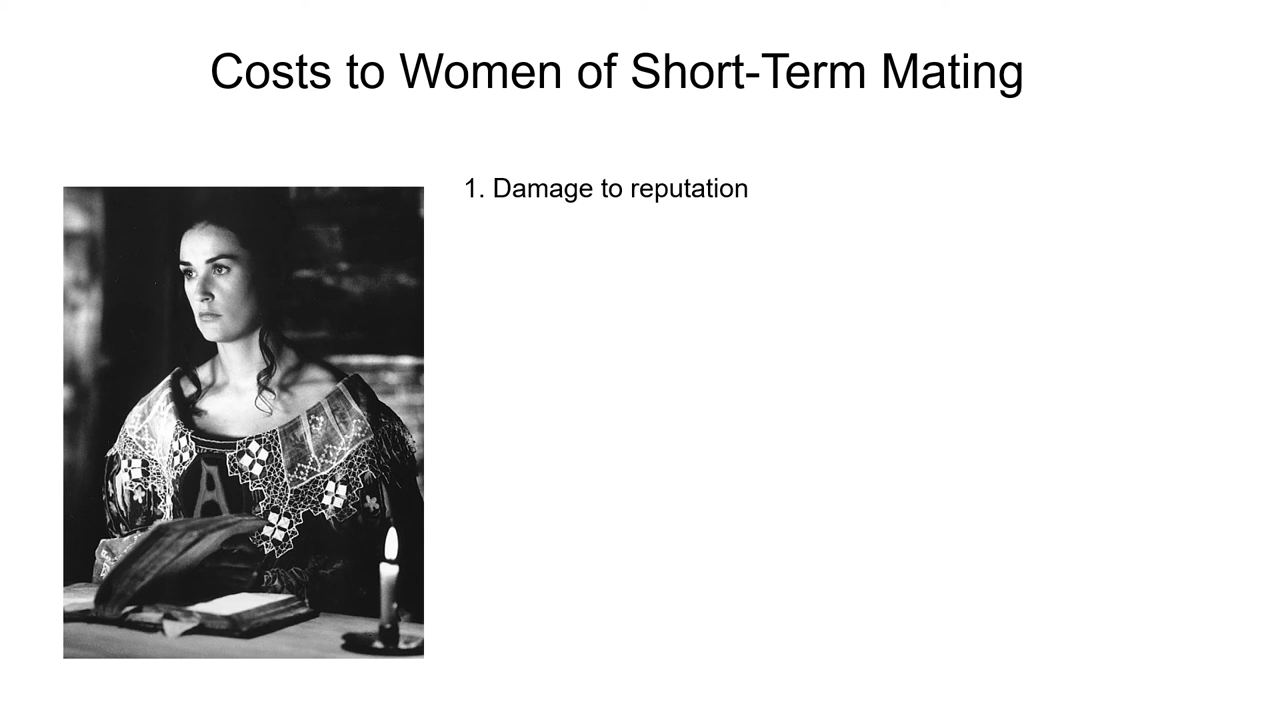 Costs to Women of Short-Term Mating
1. Damage to reputation
A